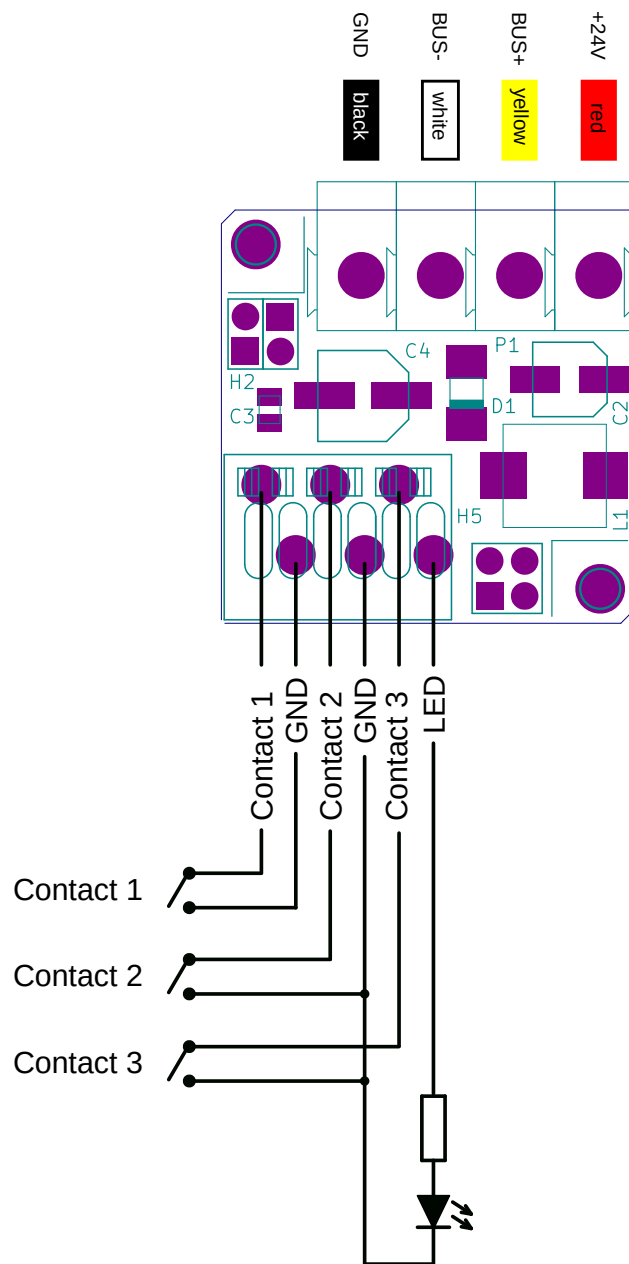 GND
BUS-
BUS+
+24V
black
white
yellow
red
C4
P1
H2
C3
D1
C2
H5
L1
Contact 1
GND
Contact 2
GND
Contact 3
LED
Contact 1
Contact 2
Contact 3